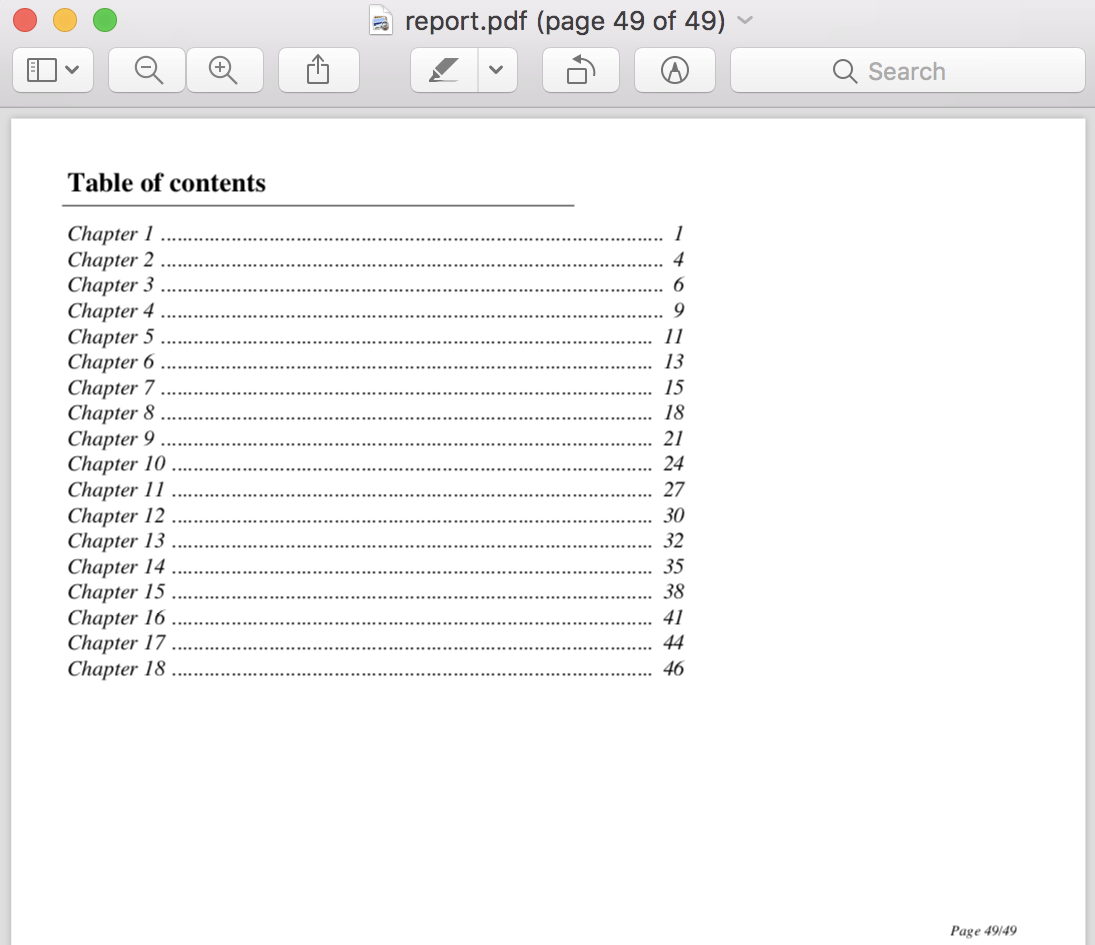 report.pdf (page 49 of 49)
Search
Table of contents
Chapter 1 ........................................................................................... 1
Chapter 2 ........................................................................................... 4
Chapter 3 ........................................................................................... 6
Chapter 4 ........................................................................................... 9
Chapter 5 ......................................................................................... 11
Chapter 6 ......................................................................................... 13
Chapter 7 ......................................................................................... 15
Chapter 8 ......................................................................................... 18
Chapter 9 ......................................................................................... 21
Chapter 10 ....................................................................................... 24
Chapter 11 ....................................................................................... 27
Chapter 12 ....................................................................................... 30
Chapter 13 ....................................................................................... 32
Chapter 14 ....................................................................................... 35
Chapter 15 ....................................................................................... 38
Chapter 16 ....................................................................................... 41
Chapter 17 ....................................................................................... 44
Chapter 18 ....................................................................................... 46
Page 49/49